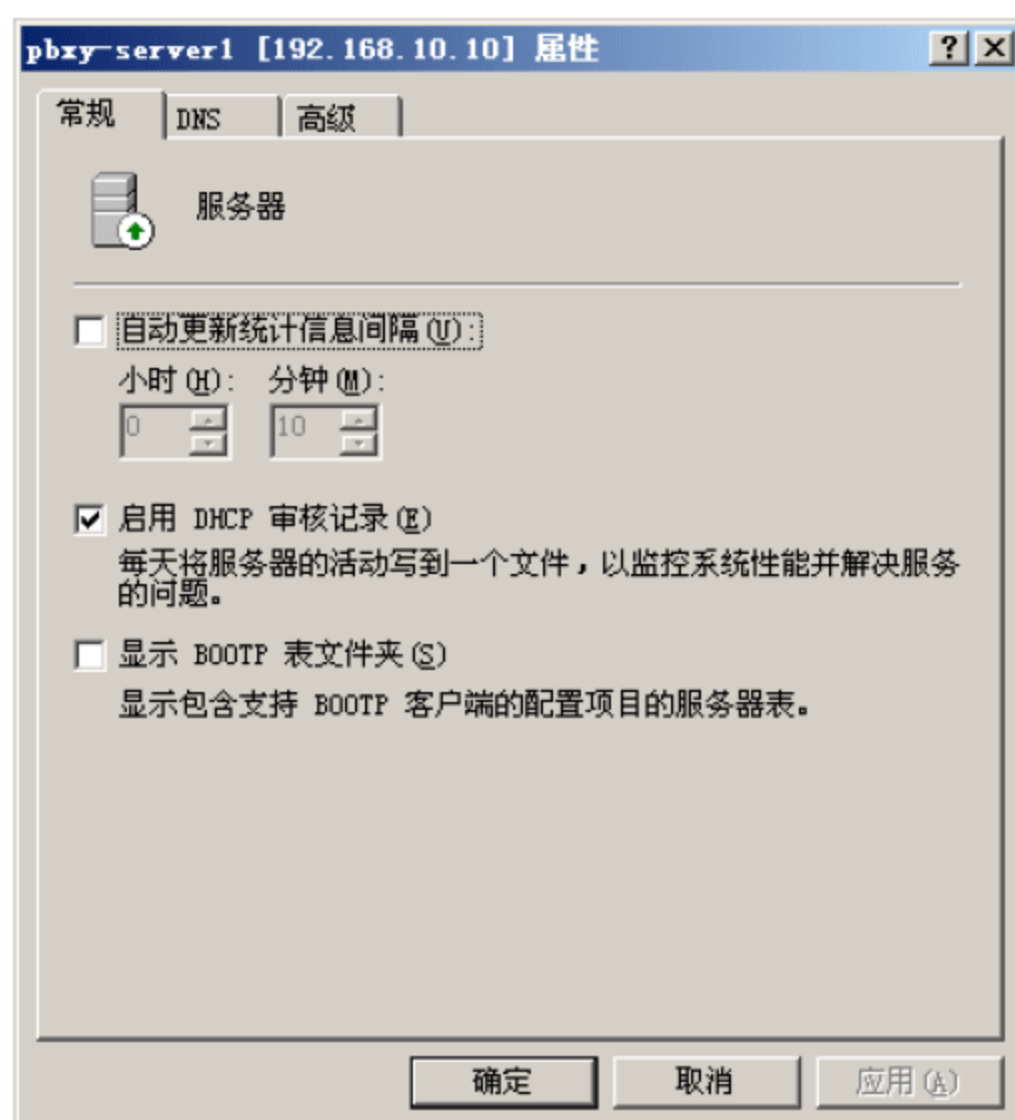 pbxy-server1 [192.168.10.10] 属性
常规 DNS 高级
服务器
自动更新统计信息间隔(U):
小时(H): 分钟(M):
0 10
启用 DHCP 审核记录(E)
每天将服务器的活动写到一个文件，以监控系统性能并解决服务
的问题。
显示 BOOTP 表文件夹(S)
显示包含支持 BOOTP 客户端的配置项目的服务器表。
确定 取消 应用(A)